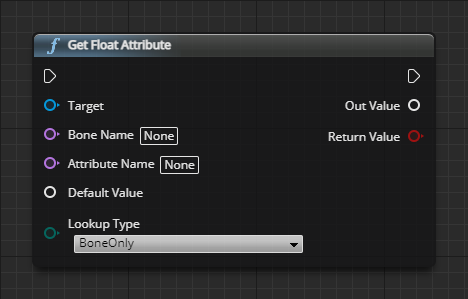 f Get Float Attribute
Target
Out Value
Bone Name None
Return Value
Attribute Name None
Default Value
Lookup Type
BoneOnly